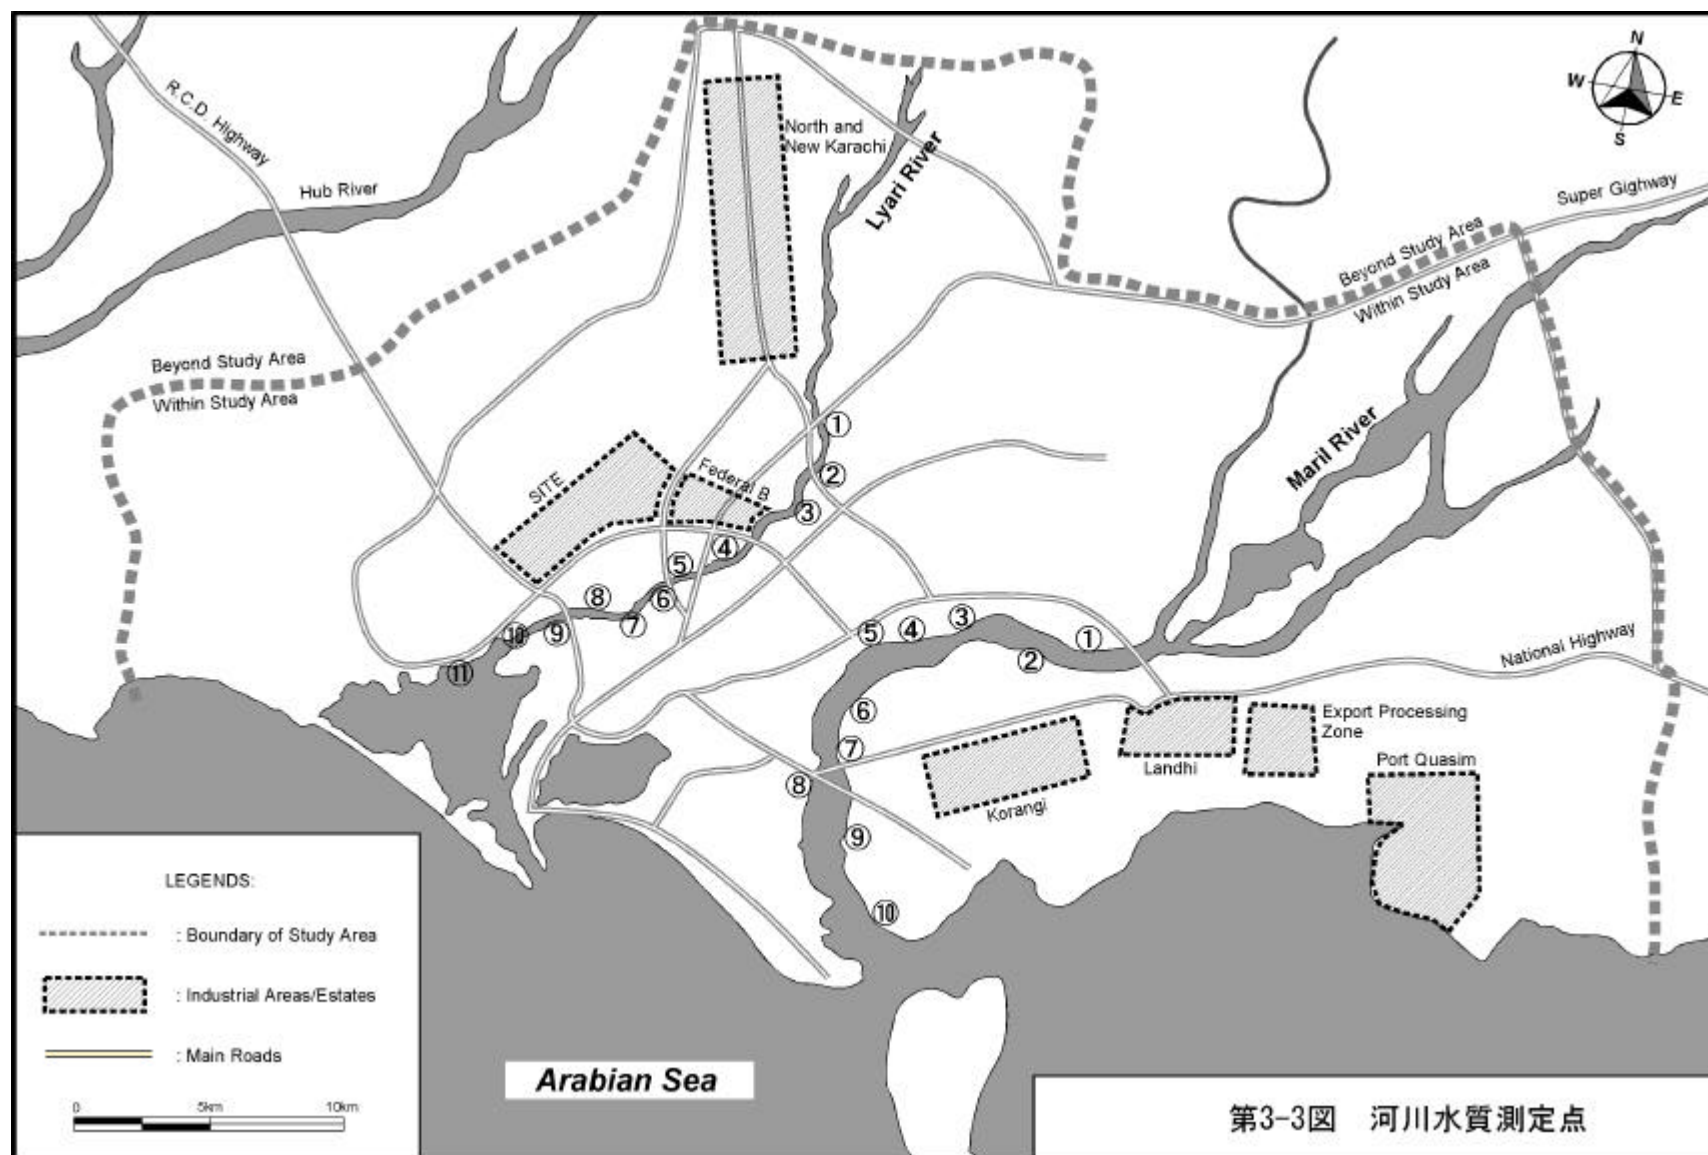 N
W
E
S
R.C.D. Highway
Hub River
North and
New Karachi
Lyari River
Super Gighway
Beyond Study Area
Within Study Area
Beyond Study Area
Within Study Area
Maril River
①
②
③
④
⑤
⑥
⑦
⑧
⑨
⑩
⑪
SITE
Federal B
①
②
③
④
⑤
⑥
⑦
⑧
⑨
⑩
National Highway
Export Processing
Zone
Landhi
Port Quasim
Korangi
LEGENDS:
: Boundary of Study Area
: Industrial Areas/Estates
: Main Roads
0 5km 10km
Arabian Sea
第3-3図 河川水質測定点